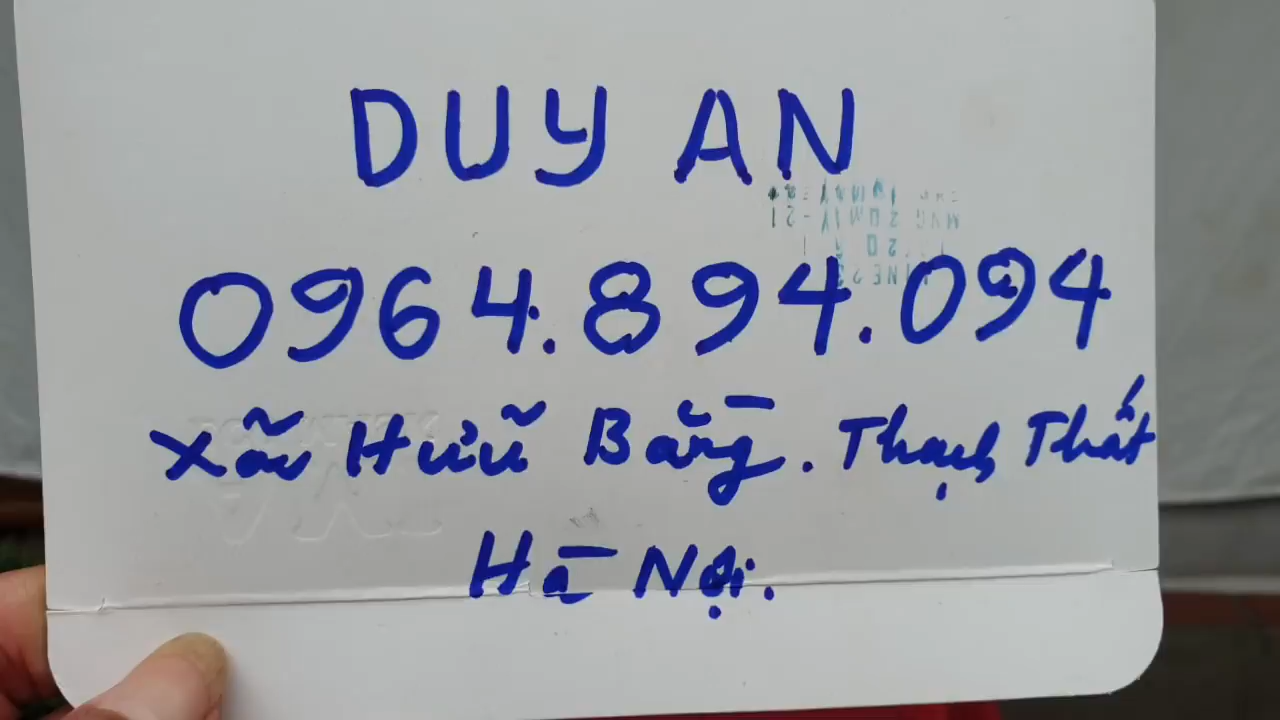 DUY AN
0964.894.094
Xã Hữu Bằng. Thạch Thất
Hà Nội.